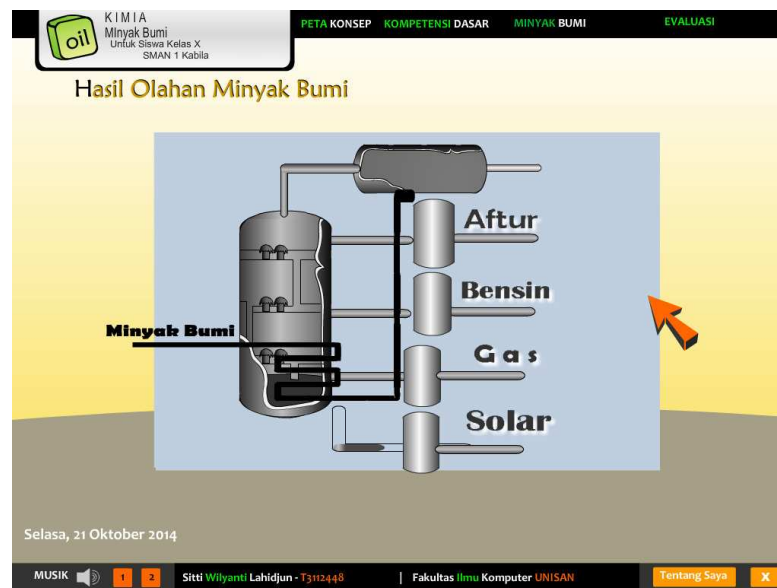 KIMIA
MInyak Bumi
Untuk Siswa Kelas X
SMAN 1 Kabila
oil
PETA KONSEP KOMPETENSI DASAR MINYAK BUMI EVALUASI
Hasil Olahan Minyak Bumi
Aftur
Bensin
Minyak Bumi
Gas
Solar
Selasa, 21 Oktober 2014
MUSIK 1 2 Sitti Wilyanti Lahidjun - T3112448 | Fakultas Ilmu Komputer UNISAN Tentang Saya X